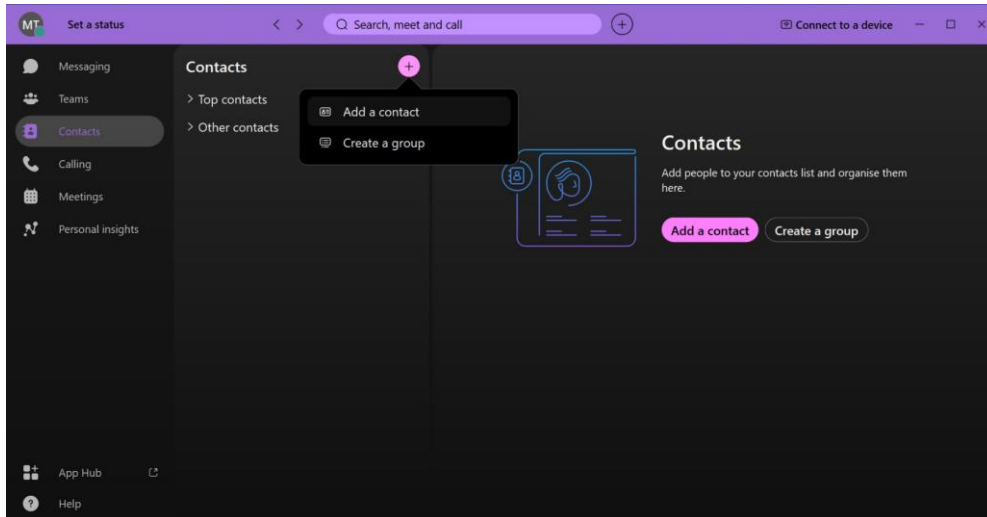 MT
Set a status
Search, meet and call
Connect to a device
Messaging
Teams
Contacts
Calling
Meetings
Personal insights
App Hub
Help
Contacts
Top contacts
Other contacts
Add a contact
Create a group
Contacts
Add people to your contacts list and organise them
here.
Add a contact
Create a group